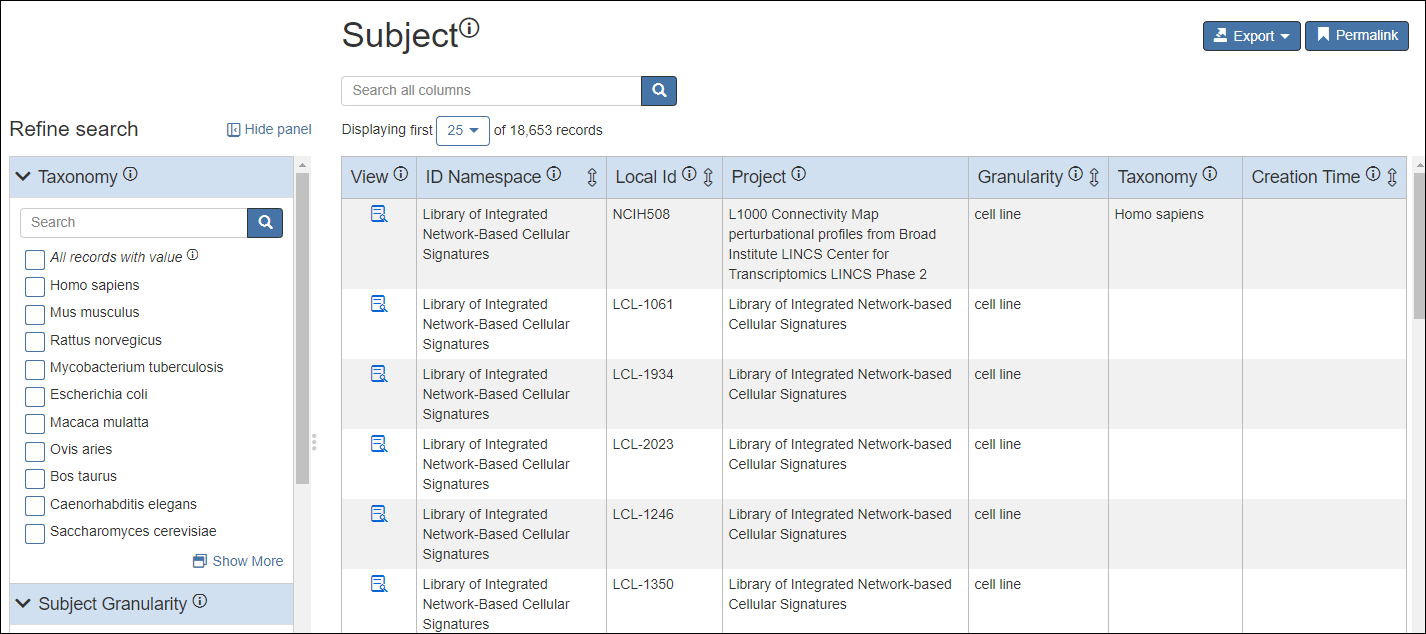 Subject
Export
Permalink
Search all columns
Refine search
Hide panel
Displaying first 25 of 18,653 records
Taxonomy
Search
All records with value
Homo sapiens
Mus musculus
Rattus norvegicus
Mycobacterium tuberculosis
Escherichia coli
Macaca mulatta
Ovis aries
Bos taurus
Caenorhabditis elegans
Saccharomyces cerevisiae
Show More
Subject Granularity
View ID Namespace Local Id Project Granularity Taxonomy Creation Time
Library of Integrated NCIH508 L1000 Connectivity Map cell line Homo sapiens
Network-Based Cellular perturbational profiles from Broad
Signatures Institute LINCS Center for
Transcriptomics LINCS Phase 2
Library of Integrated LCL-1061 Library of Integrated Network-based cell line
Network-Based Cellular Cellular Signatures
Signatures
Library of Integrated LCL-1934 Library of Integrated Network-based cell line
Network-Based Cellular Cellular Signatures
Signatures
Library of Integrated LCL-2023 Library of Integrated Network-based cell line
Network-Based Cellular Cellular Signatures
Signatures
Library of Integrated LCL-1246 Library of Integrated Network-based cell line
Network-Based Cellular Cellular Signatures
Signatures
Library of Integrated LCL-1350 Library of Integrated Network-based cell line
Network-Based Cellular Cellular Signatures
Signatures